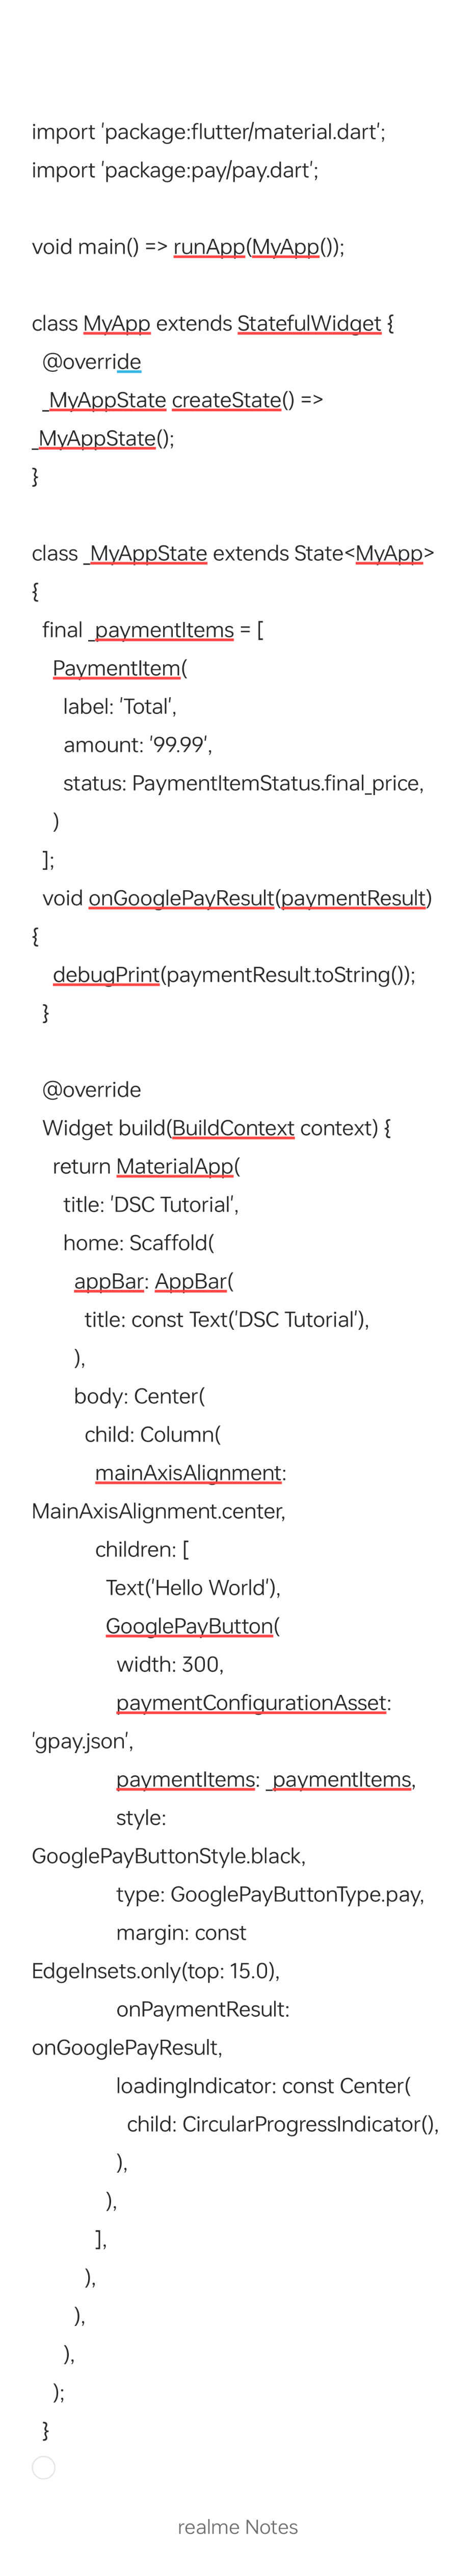 import 'package:flutter/material.dart';
import 'package:pay/pay.dart';

void main() => runApp(MyApp());

class MyApp extends StatefulWidget {
  @override
  _MyAppState createState() =>
_MyAppState();
}

class _MyAppState extends State<MyApp>
{
  final _paymentItems = [
    PaymentItem(
      label: 'Total',
      amount: '99.99',
      status: PaymentItemStatus.final_price,
    )
  ];
  void onGooglePayResult(paymentResult)
{
    debugPrint(paymentResult.toString());
  }

  @override
  Widget build(BuildContext context) {
    return MaterialApp(
      title: 'DSC Tutorial',
      home: Scaffold(
        appBar: AppBar(
          title: const Text('DSC Tutorial'),
        ),
        body: Center(
          child: Column(
            mainAxisAlignment:
MainAxisAlignment.center,
            children: [
              Text('Hello World'),
              GooglePayButton(
                width: 300,
                paymentConfigurationAsset:
'gpay.json',
                paymentItems: _paymentItems,
                style:
GooglePayButtonStyle.black,
                type: GooglePayButtonType.pay,
                margin: const
EdgeInsets.only(top: 15.0),
                onPaymentResult:
onGooglePayResult,
                loadingIndicator: const Center(
                  child: CircularProgressIndicator(),
                ),
              ),
            ],
          ),
        ),
      ),
    );
  }
realme Notes